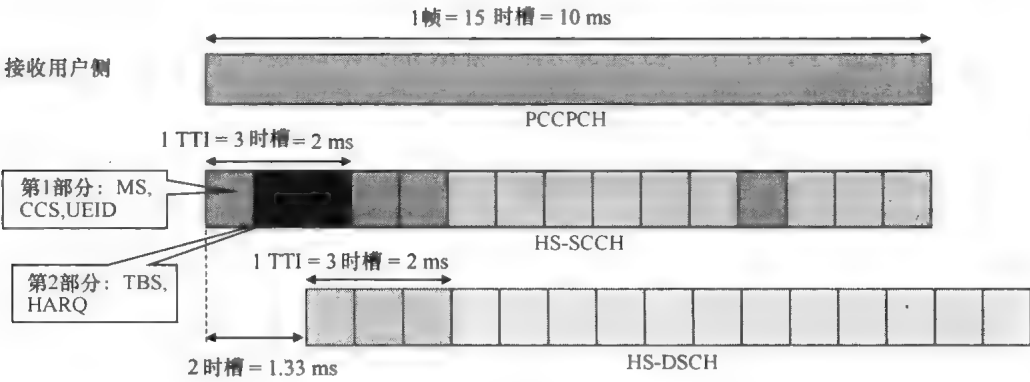 1帧 = 15 时槽 = 10 ms
接收用户侧
PCCPCH
1 TTI = 3 时槽 = 2 ms
第1部分：MS,
CCS,UEID
HS-SCCH
1 TTI = 3 时槽 = 2 ms
第2部分：TBS,
HARQ
2 时槽 = 1.33 ms
HS-DSCH